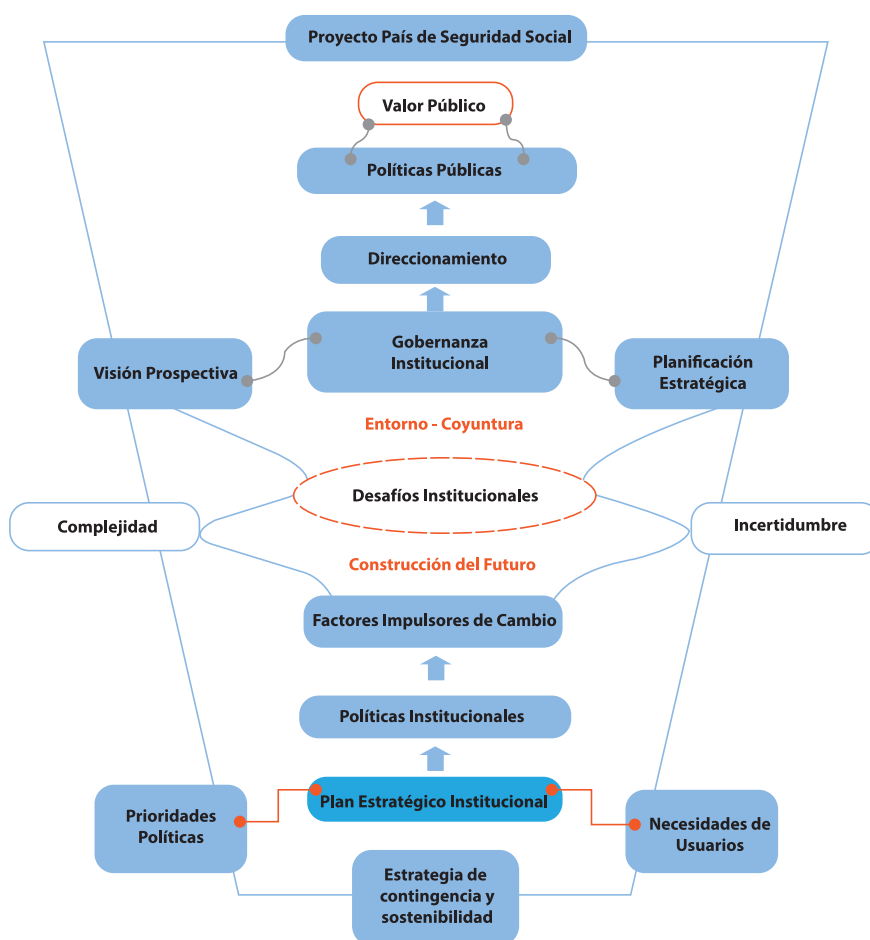 Proyecto País de Seguridad Social
Valor Público
Políticas Públicas
Direccionamiento
Gobernanza
Institucional
Visión Prospectiva
Planificación
Estratégica
Entorno - Coyuntura
Desafíos Institucionales
Complejidad
Incertidumbre
Construcción del Futuro
Factores Impulsores de Cambio
Políticas Institucionales
Plan Estratégico Institucional
Prioridades
Políticas
Necesidades de
Usuarios
Estrategia de
contingencia y
sostenibilidad